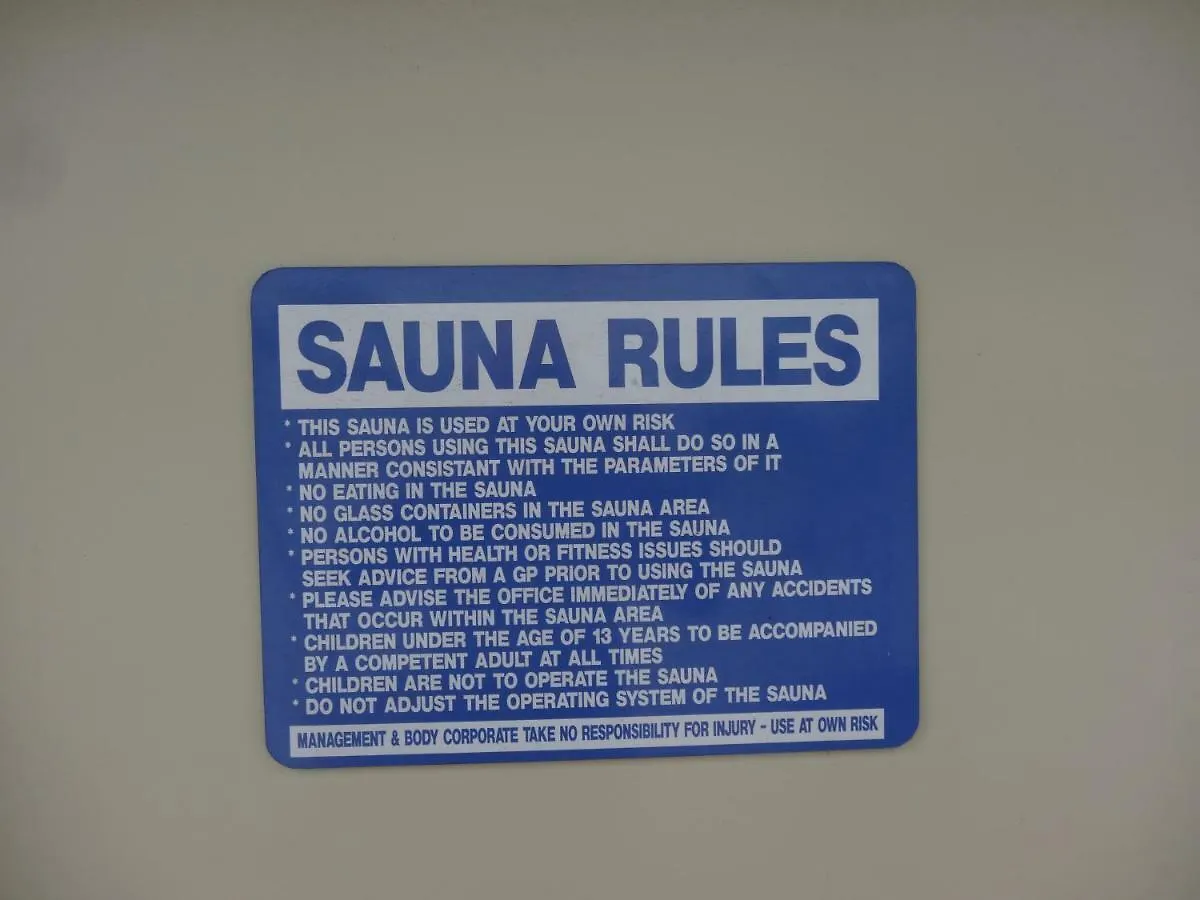 SAUNA RULES
* THIS SAUNA IS USED AT YOUR OWN RISK
* ALL PERSONS USING THIS SAUNA SHALL DO SO IN A
MANNER CONSISTANT WITH THE PARAMETERS OF IT
* NO EATING IN THE SAUNA
* NO GLASS CONTAINERS IN THE SAUNA AREA
* NO ALCOHOL TO BE CONSUMED IN THE SAUNA
* PERSONS WITH HEALTH OR FITNESS ISSUES SHOULD
SEEK ADVICE FROM A GP PRIOR TO USING THE SAUNA
* PLEASE ADVISE THE OFFICE IMMEDIATELY OF ANY ACCIDENTS
THAT OCCUR WITHIN THE SAUNA AREA
* CHILDREN UNDER THE AGE OF 13 YEARS TO BE ACCOMPANIED
BY A COMPETENT ADULT AT ALL TIMES
* CHILDREN ARE NOT TO OPERATE THE SAUNA
* DO NOT ADJUST THE OPERATING SYSTEM OF THE SAUNA
MANAGEMENT & BODY CORPORATE TAKE NO RESPONSIBILITY FOR INJURY - USE AT OWN RISK